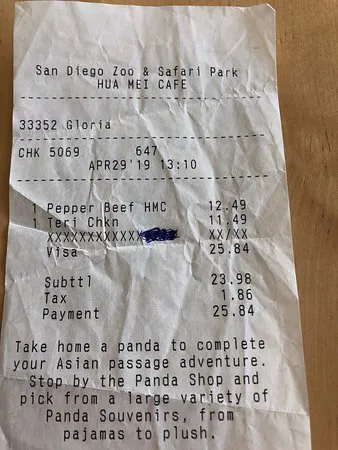 San Diego Zoo & Safari Park
HUA MEI CAFE
33352 Gloria
CHK 5069 647
APR29'19 13:10
1 Pepper Beef HMC 12.49
1 Teri Chkn 11.49
XXXXXXXXXXXX XX/XX
Visa 25.84
Subttl 23.98
Tax 1.86
Payment 25.84
Take home a panda to complete
your Asian passage adventure.
Stop by the Panda Shop and
pick from a large variety of
Panda Souvenirs, from
pajamas to plush.